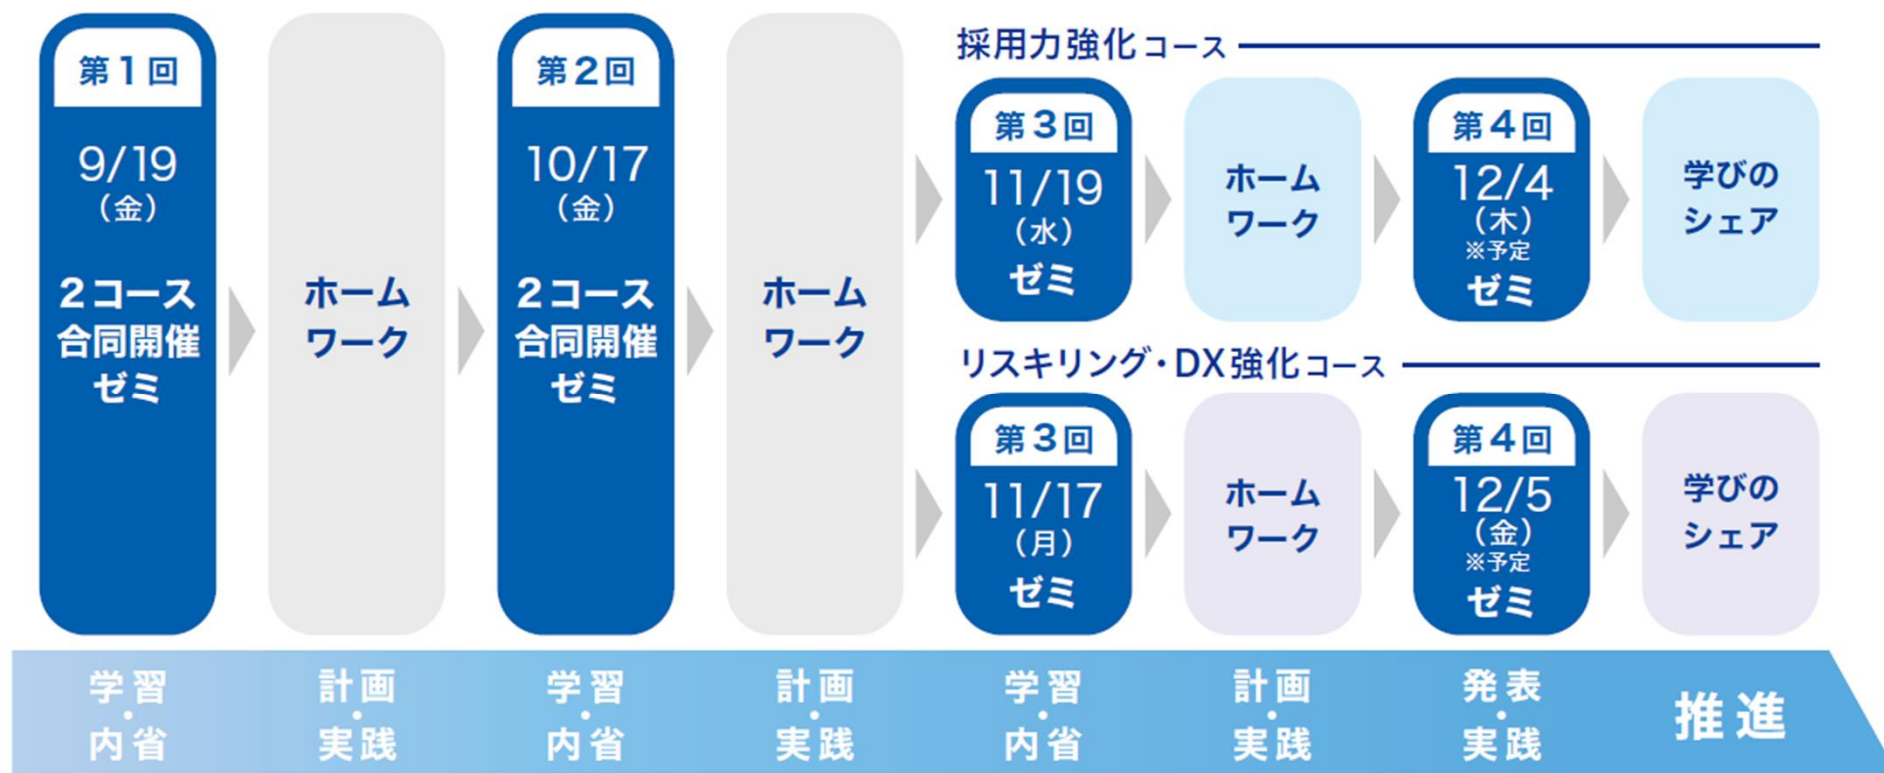 第1回
9/19
（金）
2コース
合同開催
ゼミ
ホーム
ワーク
第2回
10/17
（金）
2コース
合同開催
ゼミ
ホーム
ワーク
採用力強化コース
第3回
11/19
（水）
ゼミ
ホーム
ワーク
第4回
12/4
（木）
※予定
ゼミ
学びの
シェア
リスキリング・DX強化コース
第3回
11/17
（月）
ゼミ
ホーム
ワーク
第4回
12/5
（金）
※予定
ゼミ
学びの
シェア
学習
・
内省
計画
・
実践
学習
・
内省
計画
・
実践
学習
・
内省
計画
・
実践
発表
・
実践
推進